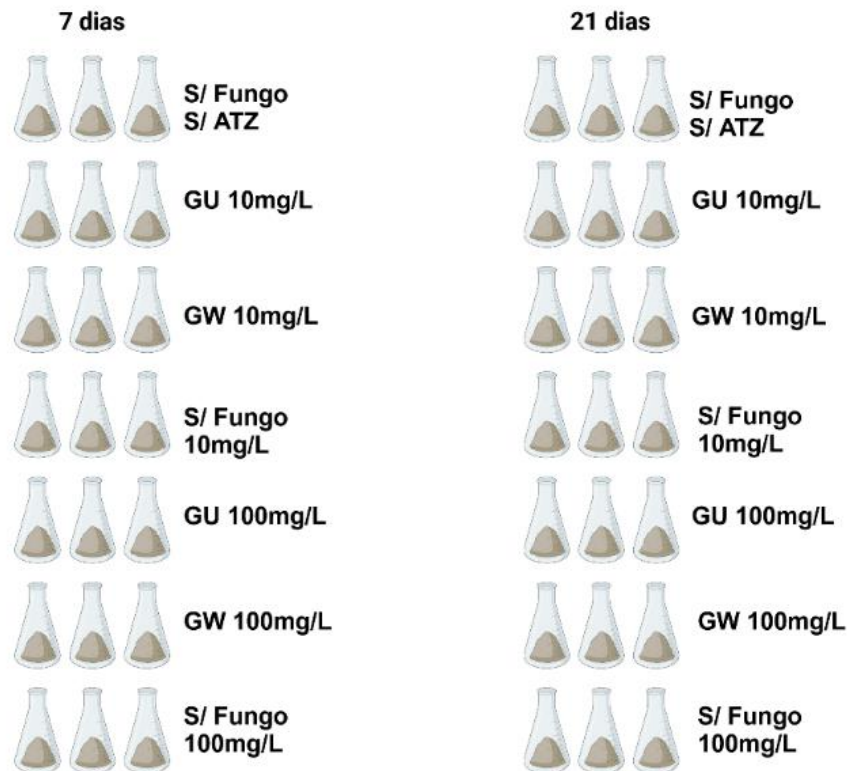 7 dias
S/ Fungo
S/ ATZ
GU 10mg/L
GW 10mg/L
S/ Fungo
10mg/L
GU 100mg/L
GW 100mg/L
S/ Fungo
100mg/L
21 dias
S/ Fungo
S/ ATZ
GU 10mg/L
GW 10mg/L
S/ Fungo
10mg/L
GU 100mg/L
GW 100mg/L
S/ Fungo
100mg/L